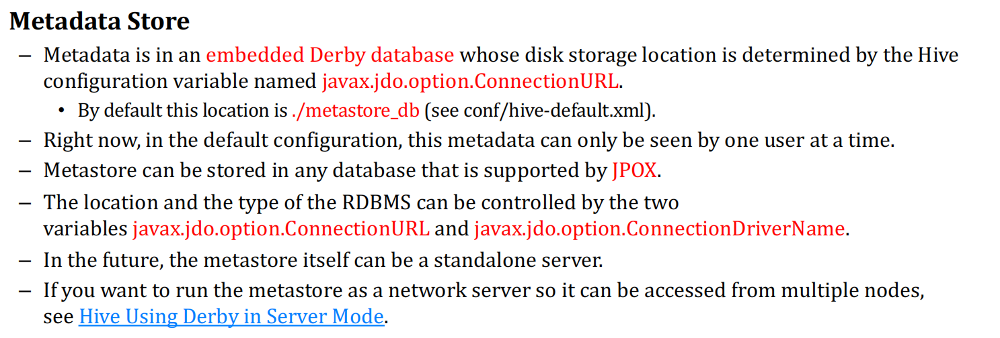 Metadata Store
– Metadata is in an embedded Derby database whose disk storage location is determined by the Hive
configuration variable named javax.jdo.option.ConnectionURL.
• By default this location is ./metastore_db (see conf/hive-default.xml).
– Right now, in the default configuration, this metadata can only be seen by one user at a time.
– Metastore can be stored in any database that is supported by JPOX.
– The location and the type of the RDBMS can be controlled by the two
variables javax.jdo.option.ConnectionURL and javax.jdo.option.ConnectionDriverName.
– In the future, the metastore itself can be a standalone server.
– If you want to run the metastore as a network server so it can be accessed from multiple nodes,
see Hive Using Derby in Server Mode.